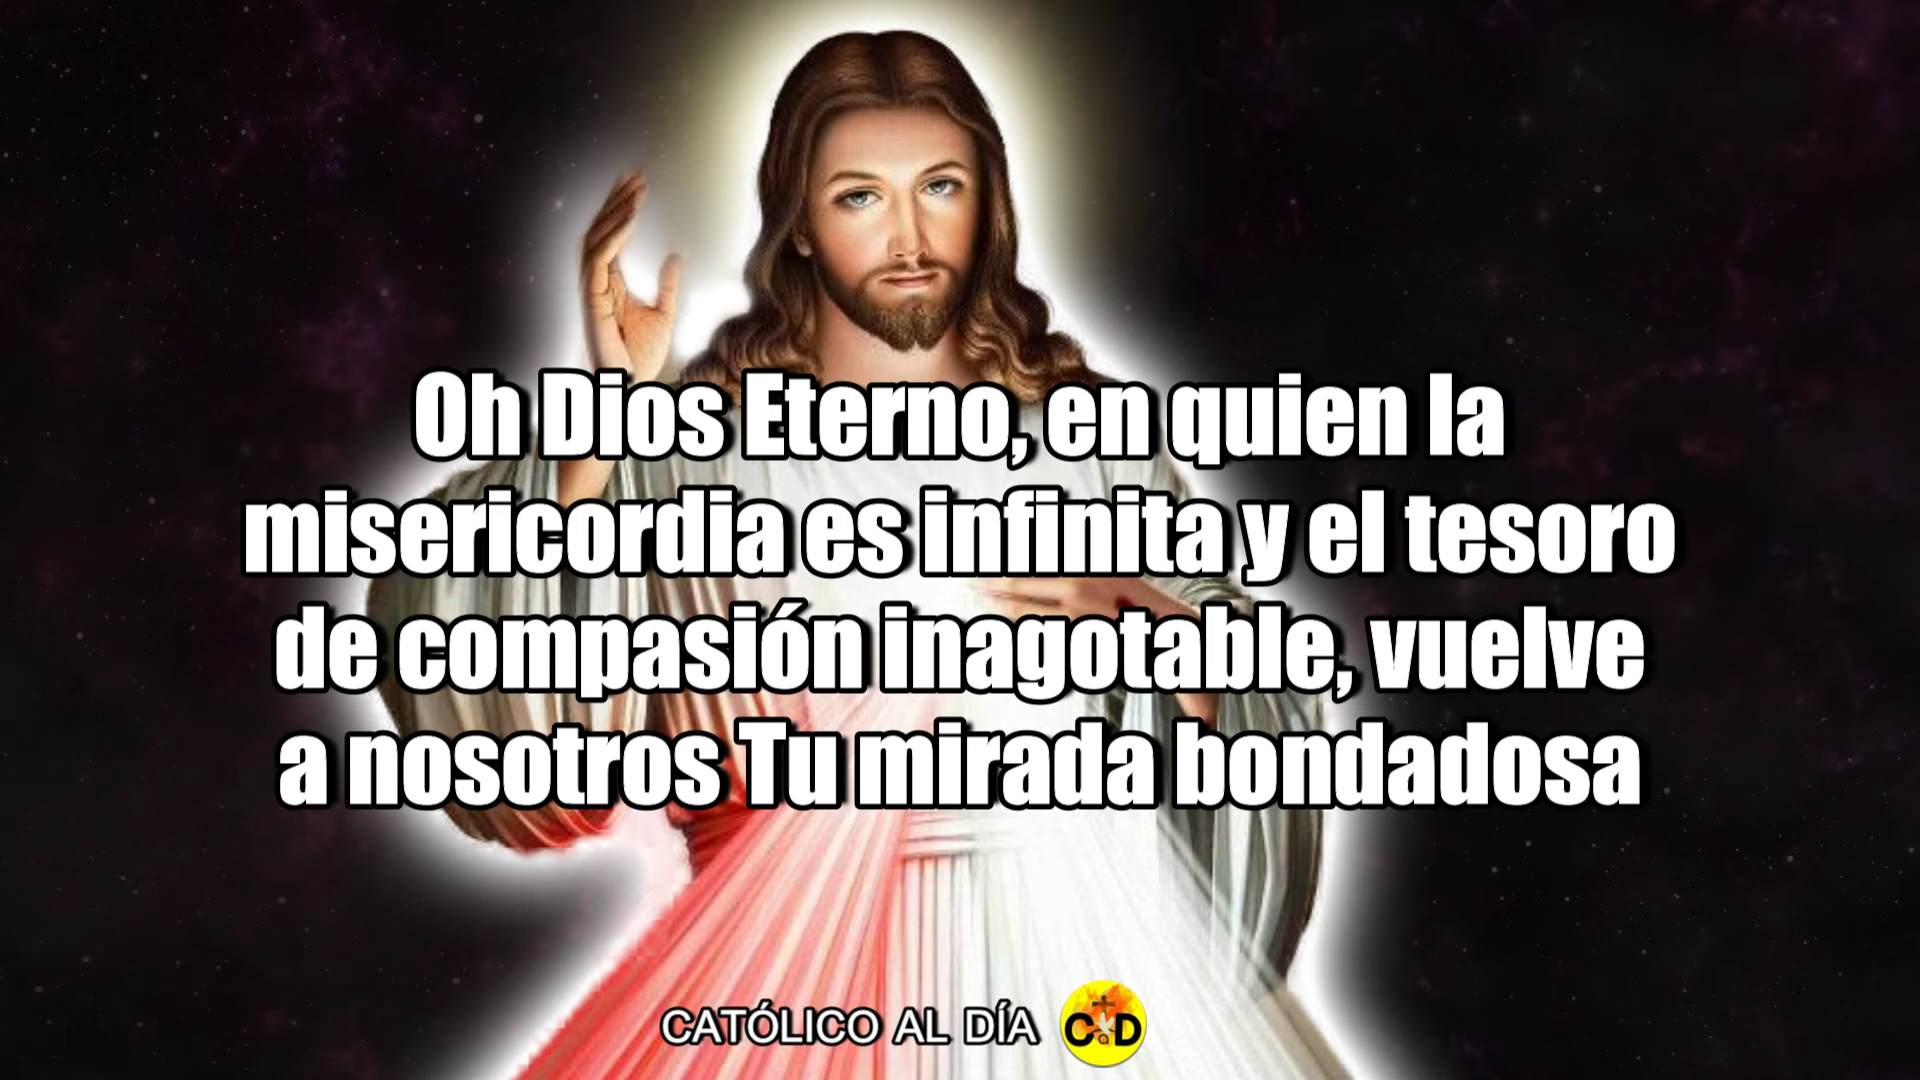 Oh Dios Eterno, en quien la
misericordia es infinita y el tesoro
de compasión inagotable, vuelve
a nosotros Tu mirada bondadosa
CATÓLICO AL DÍA CaD